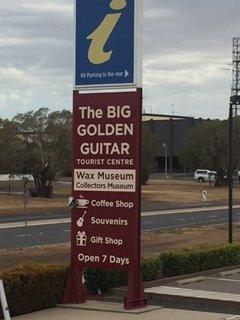 i
RV Parking to the rear
The BIG
GOLDEN
GUITAR
TOURIST CENTRE
Wax Museum
Collectors Museum
Coffee Shop
Souvenirs
Gift Shop
Open 7 Days